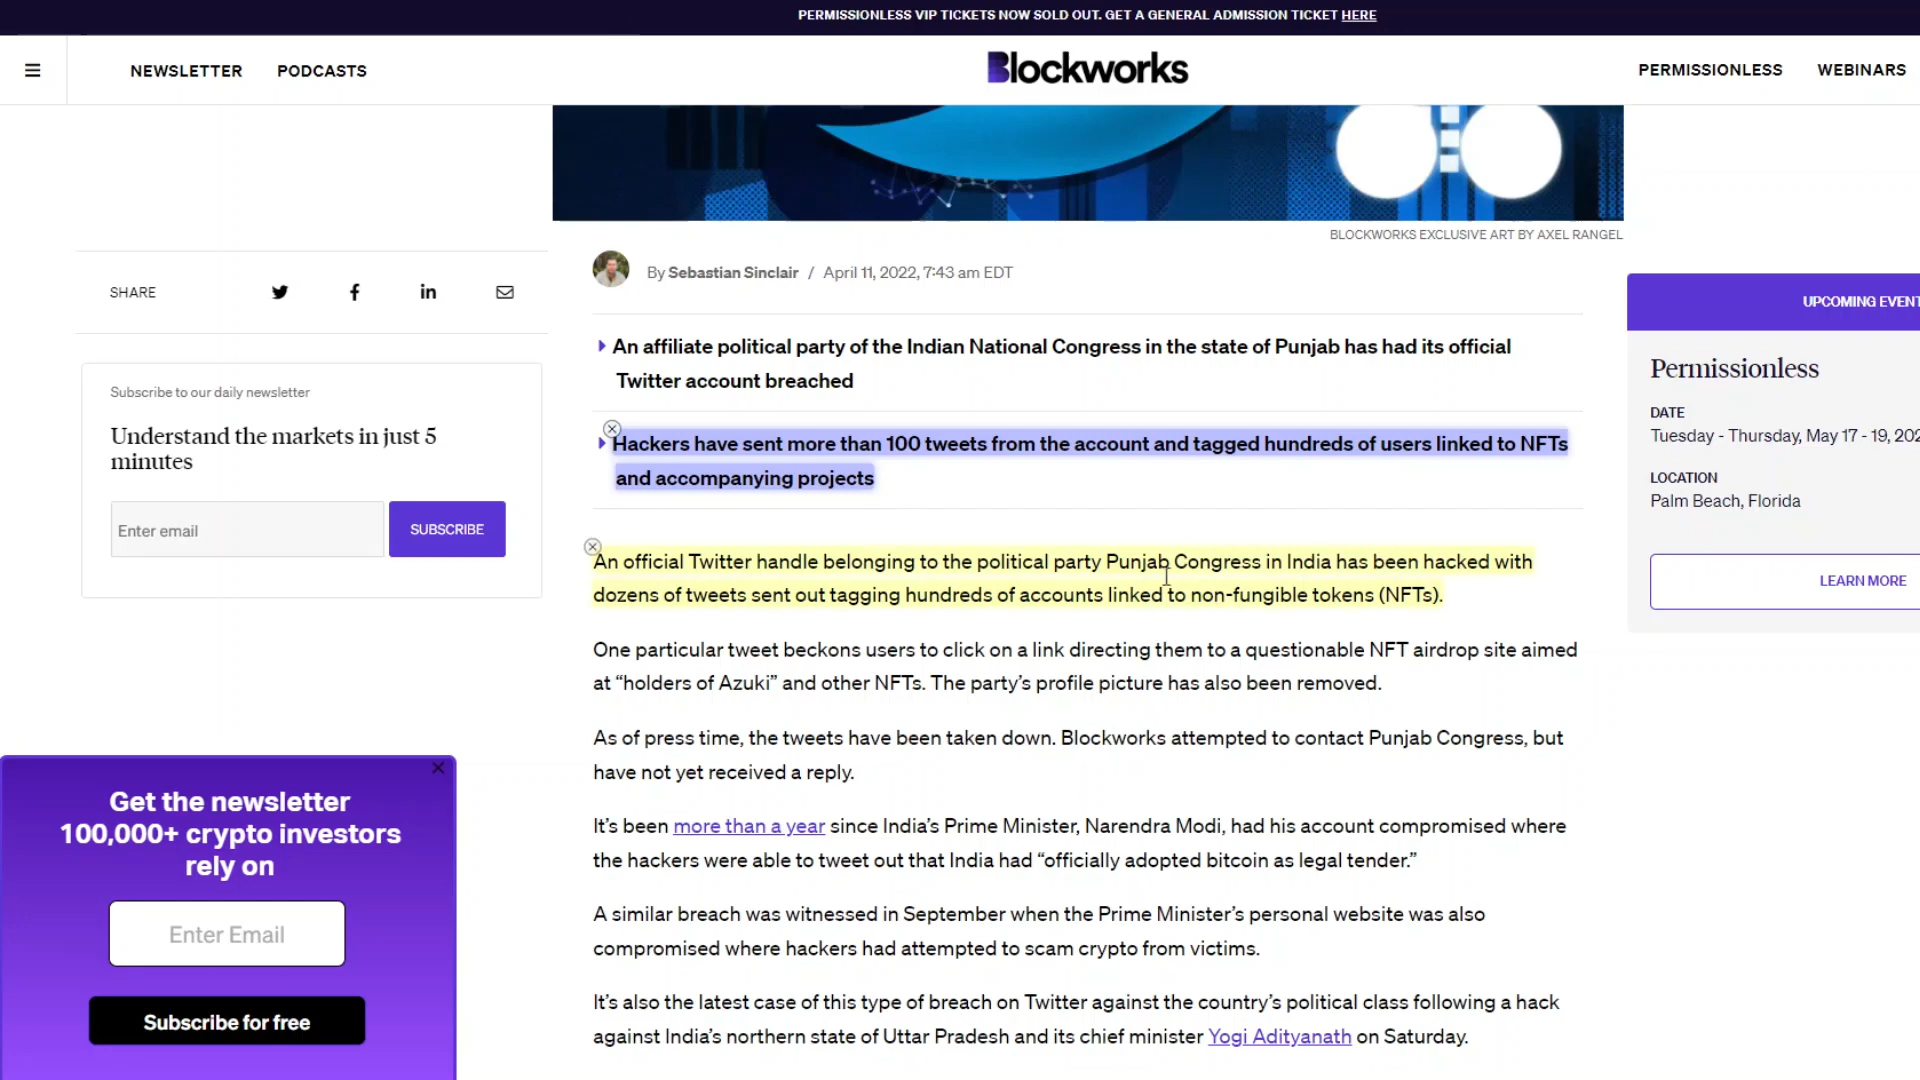 PERMISSIONLESS VIP TICKETS NOW SOLD OUT. GET A GENERAL ADMISSION TICKET HERE
NEWSLETTER
PODCASTS
Blockworks
PERMISSIONLESS
WEBINARS
BLOCKWORKS EXCLUSIVE ART BY AXEL RANGEL
By Sebastian Sinclair / April 11, 2022, 7:43 am EDT
SHARE
An affiliate political party of the Indian National Congress in the state of Punjab has had its official
Twitter account breached
Hackers have sent more than 100 tweets from the account and tagged hundreds of users linked to NFTs
and accompanying projects
An official Twitter handle belonging to the political party Punjab Congress in India has been hacked with
dozens of tweets sent out tagging hundreds of accounts linked to non-fungible tokens (NFTs).
One particular tweet beckons users to click on a link directing them to a questionable NFT airdrop site aimed
at “holders of Azuki” and other NFTs. The party’s profile picture has also been removed.
As of press time, the tweets have been taken down. Blockworks attempted to contact Punjab Congress, but
have not yet received a reply.
It’s been more than a year since India’s Prime Minister, Narendra Modi, had his account compromised where
the hackers were able to tweet out that India had “officially adopted bitcoin as legal tender.”
A similar breach was witnessed in September when the Prime Minister’s personal website was also
compromised where hackers had attempted to scam crypto from victims.
It’s also the latest case of this type of breach on Twitter against the country’s political class following a hack
against India’s northern state of Uttar Pradesh and its chief minister Yogi Adityanath on Saturday.
Subscribe to our daily newsletter
Understand the markets in just 5
minutes
Enter email
SUBSCRIBE
Get the newsletter
100,000+ crypto investors
rely on
Enter Email
Subscribe for free
UPCOMING EVENT
Permissionless
DATE
Tuesday - Thursday, May 17 - 19, 202
LOCATION
Palm Beach, Florida
LEARN MORE